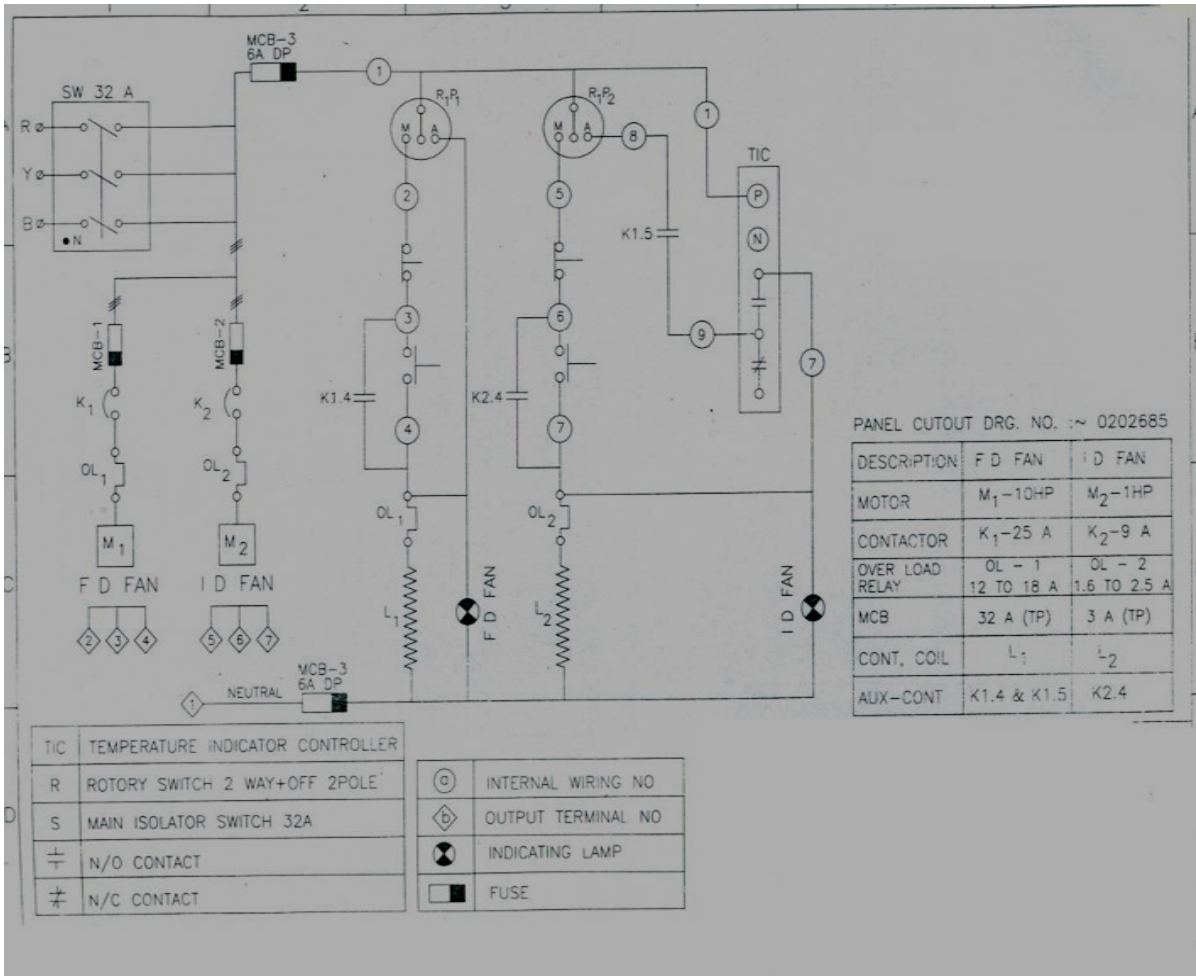 MCB-3
6A DP
SW 32 A
R
Y
B
N
1
R1P1
M A
R1P2
M A
8
1
TIC
P
N
2
5
K1.5
3
6
9
7
MCB-1
MCB-2
K1
K2
K1.4
K2.4
4
7
OL1
OL2
OL1
OL2
M1
M2
F D FAN
I D FAN
2 3 4
5 6 7
L1
F D FAN
L2
I D FAN
1
NEUTRAL
MCB-3
6A DP
PANEL CUTOUT DRG. NO. :~ 0202685
DESCRIPTION F D FAN I D FAN
MOTOR M1-10HP M2-1HP
CONTACTOR K1-25 A K2-9 A
OVER LOAD RELAY OL - 1 12 TO 18 A OL - 2 1.6 TO 2.5 A
MCB 32 A (TP) 3 A (TP)
CONT, COIL L1 L2
AUX-CONT K1.4 & K1.5 K2.4
TIC TEMPERATURE INDICATOR CONTROLLER
R ROTORY SWITCH 2 WAY+OFF 2POLE
S MAIN ISOLATOR SWITCH 32A
N/O CONTACT
N/C CONTACT
a INTERNAL WIRING NO
b OUTPUT TERMINAL NO
INDICATING LAMP
FUSE
A
B
C
D